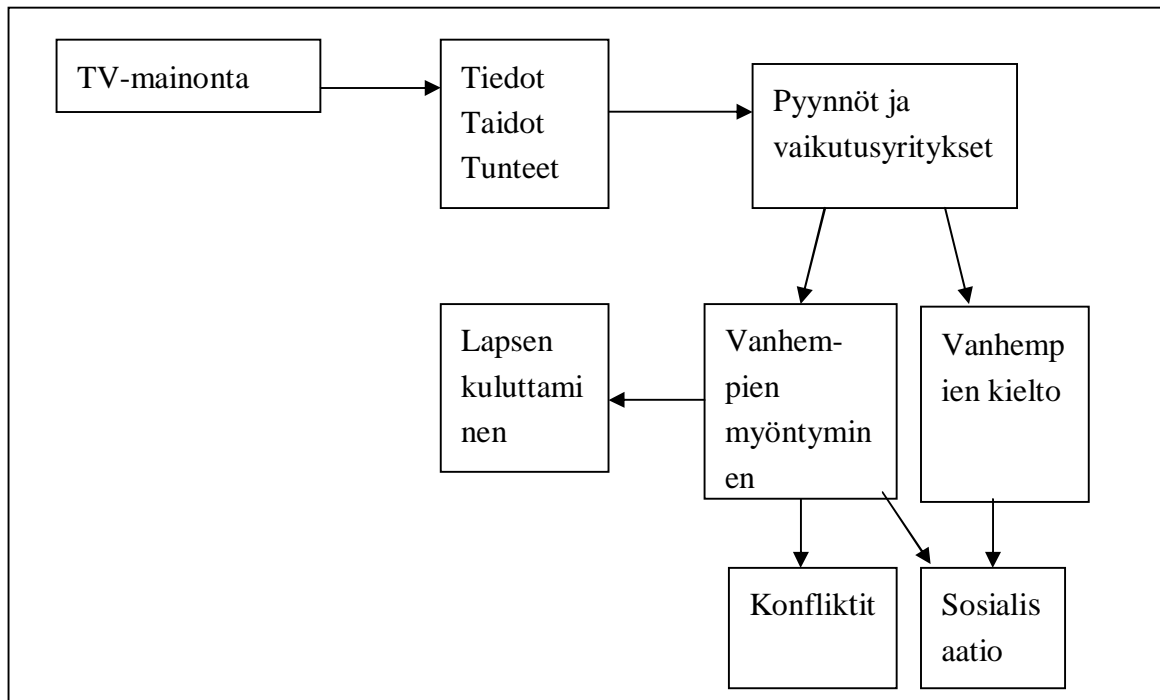 TV-mainonta
Tiedot
Taidot
Tunteet
Pyynnöt ja
vaikutusyritykset
Lapsen
kuluttami
nen
Vanhem-
pien
myöntymin
en
Vanhemp
ien kielto
Konfliktit
Sosialis
aatio